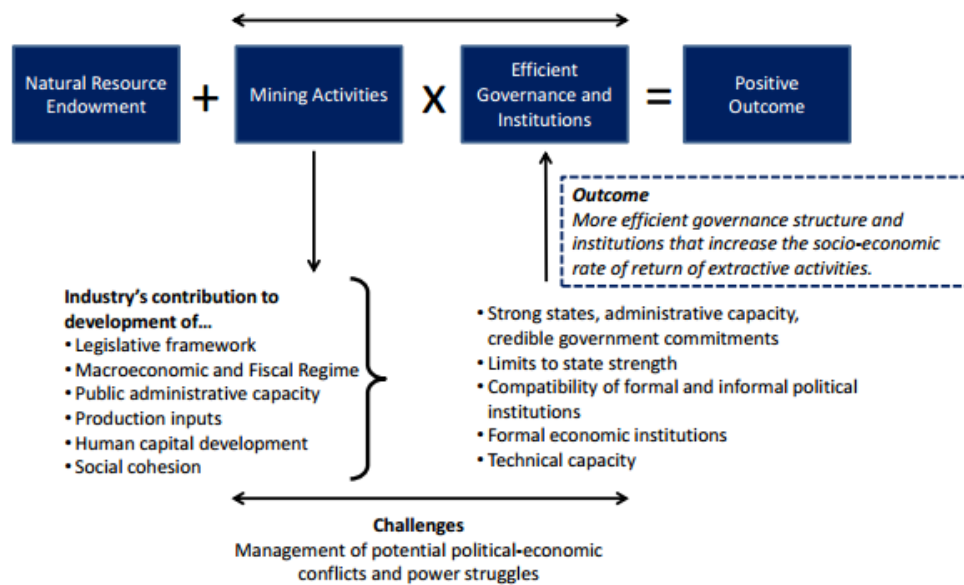 Natural Resource
Endowment
+
Mining Activities
x
Efficient
Governance and
Institutions
=
Positive
Outcome
Outcome
More efficient governance structure and
institutions that increase the socio-economic
rate of return of extractive activities.
Industry's contribution to
development of...
• Legislative framework
• Macroeconomic and Fiscal Regime
• Public administrative capacity
• Production inputs
• Human capital development
• Social cohesion
• Strong states, administrative capacity,
credible government commitments
• Limits to state strength
• Compatibility of formal and informal political
institutions
• Formal economic institutions
• Technical capacity
Challenges
Management of potential political-economic
conflicts and power struggles